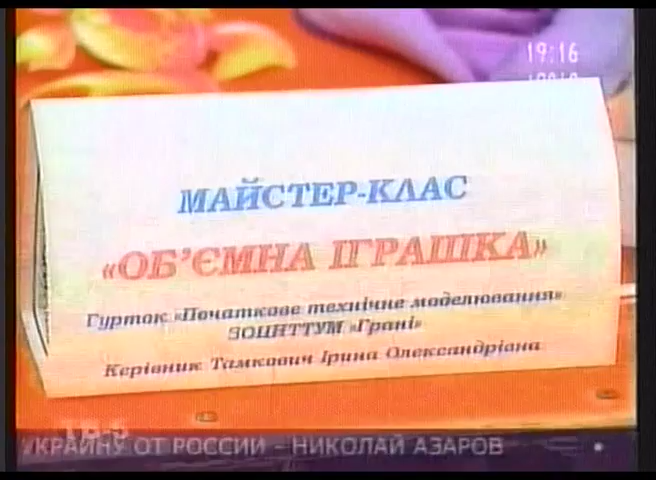 19:16
МАЙСТЕР-КЛАС
«ОБ’ЄМНА ІГРАШКА»
Гурток «Початкове технічне моделювання»
ЗОЦНТТУМ «Грані»
Керівник Тамкович Ірина Олександрівна
УКРАИНУ ОТ РОССИИ - НИКОЛАЙ АЗАРОВ